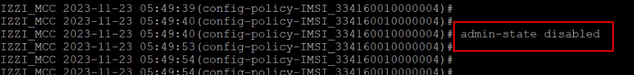 IZZI_MCC 2023-11-23 05:49:39(config-policy-IMSI_334160010000004)#
IZZI_MCC 2023-11-23 05:49:40(config-policy-IMSI_334160010000004)#
IZZI_MCC 2023-11-23 05:49:40(config-policy-IMSI_334160010000004)# admin-state disabled
IZZI_MCC 2023-11-23 05:49:53(config-policy-IMSI_334160010000004)#
IZZI_MCC 2023-11-23 05:49:54(config-policy-IMSI_334160010000004)#
IZZI_MCC 2023-11-23 05:49:54(config-policy-IMSI_334160010000004)#